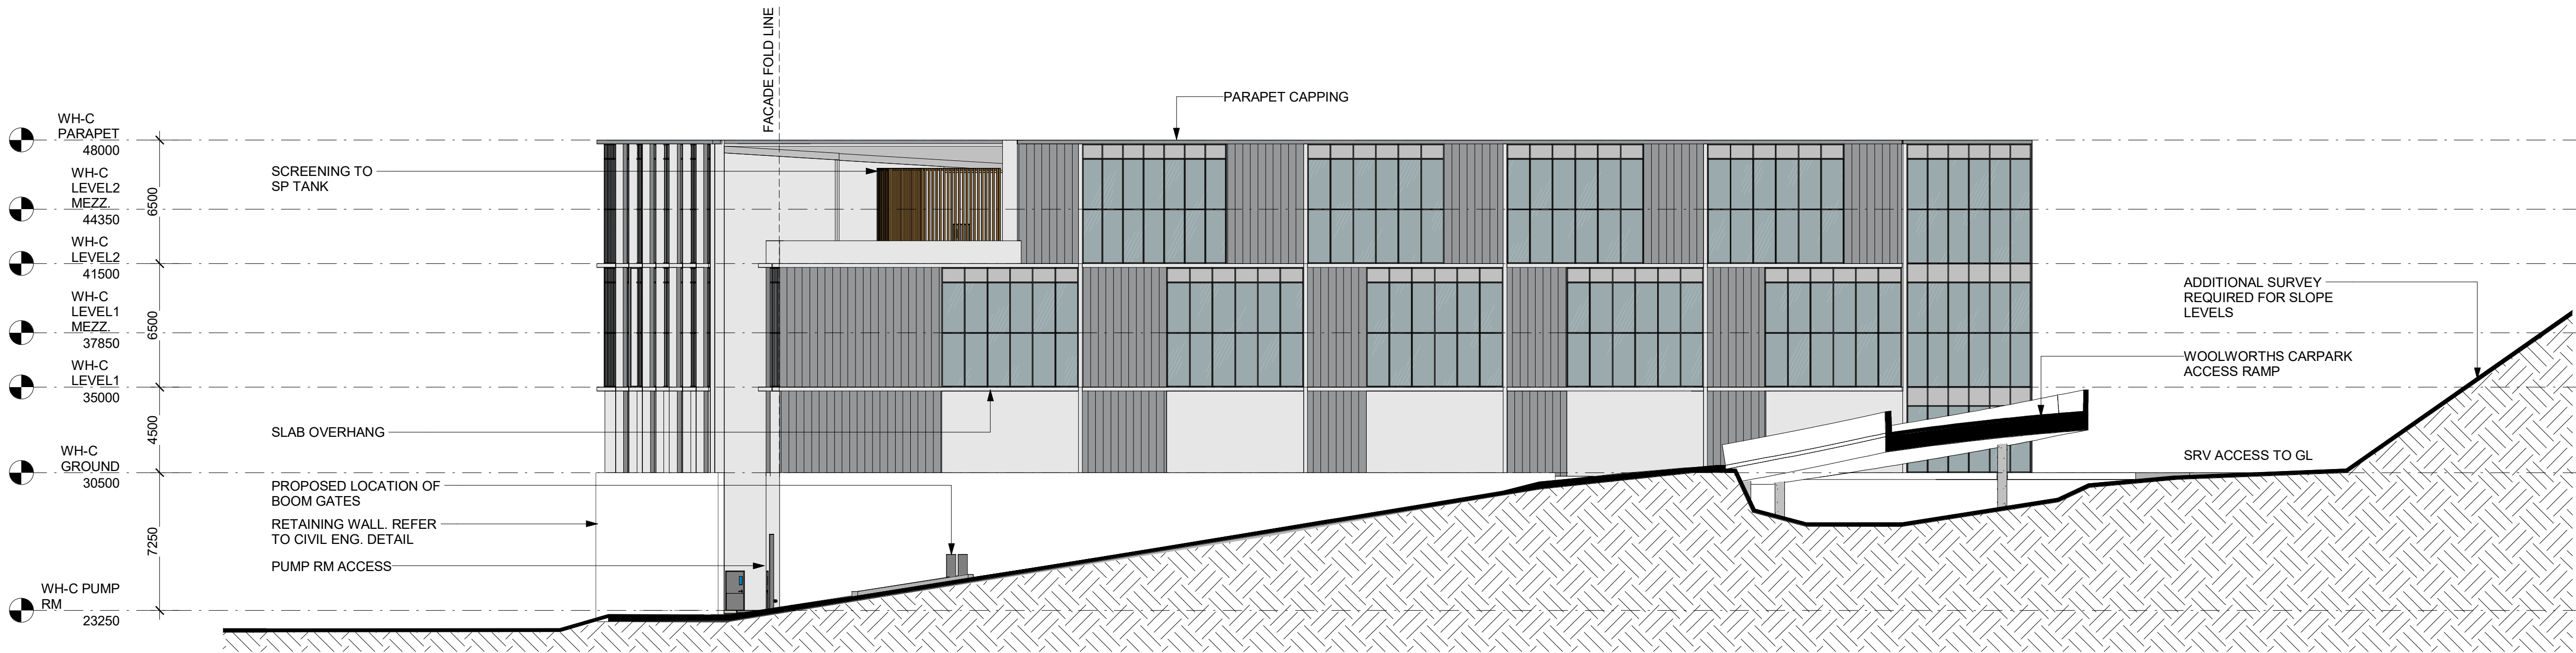 FACADE FOLD LINE
PARAPET CAPPING
WH-C
PARAPET
48000
SCREENING TO
SP TANK
WH-C
LEVEL2
MEZZ.
44350
6500
WH-C
LEVEL2
41500
WH-C
LEVEL1
MEZZ.
37850
6500
ADDITIONAL SURVEY
REQUIRED FOR SLOPE
LEVELS
WOOLWORTHS CARPARK
ACCESS RAMP
WH-C
LEVEL1
35000
SLAB OVERHANG
4500
WH-C
GROUND
30500
SRV ACCESS TO GL
PROPOSED LOCATION OF
BOOM GATES
RETAINING WALL. REFER
TO CIVIL ENG. DETAIL
7250
PUMP RM ACCESS
WH-C PUMP
RM
23250